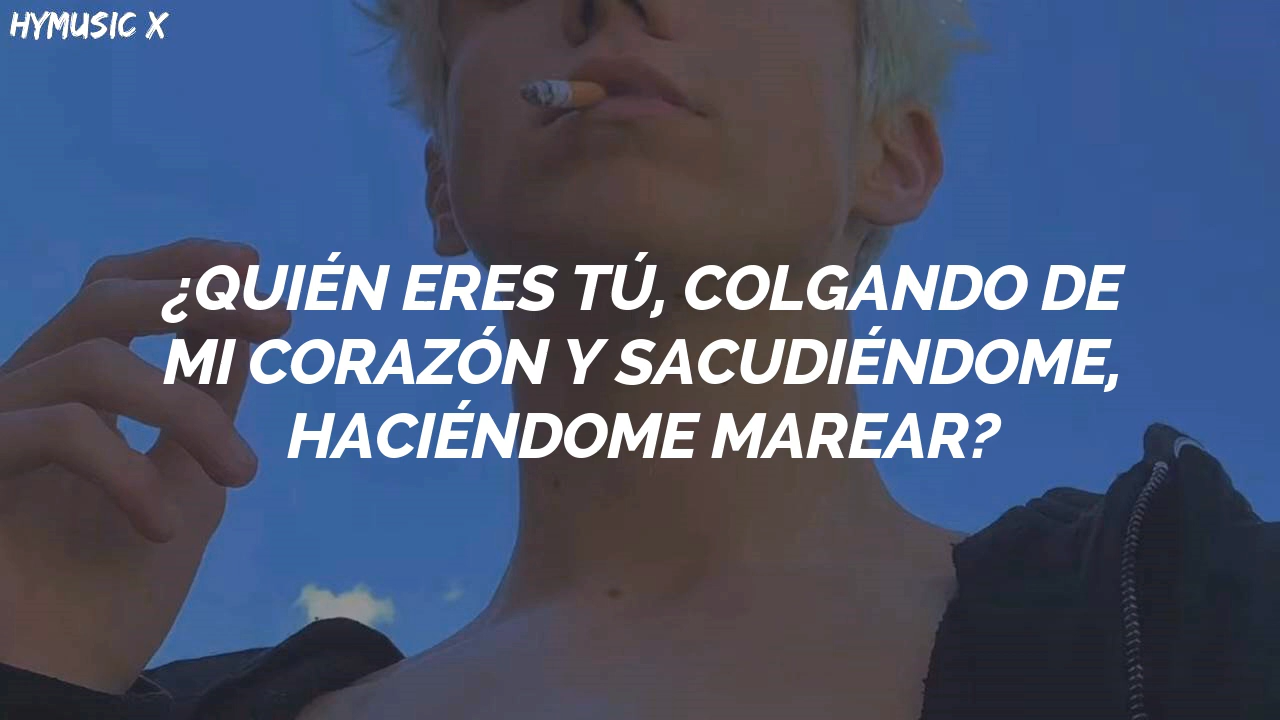 HYMUSIC X
¿QUIÉN ERES TÚ, COLGANDO DE
MI CORAZÓN Y SACUDIÉNDOME,
HACIÉNDOME MAREAR?